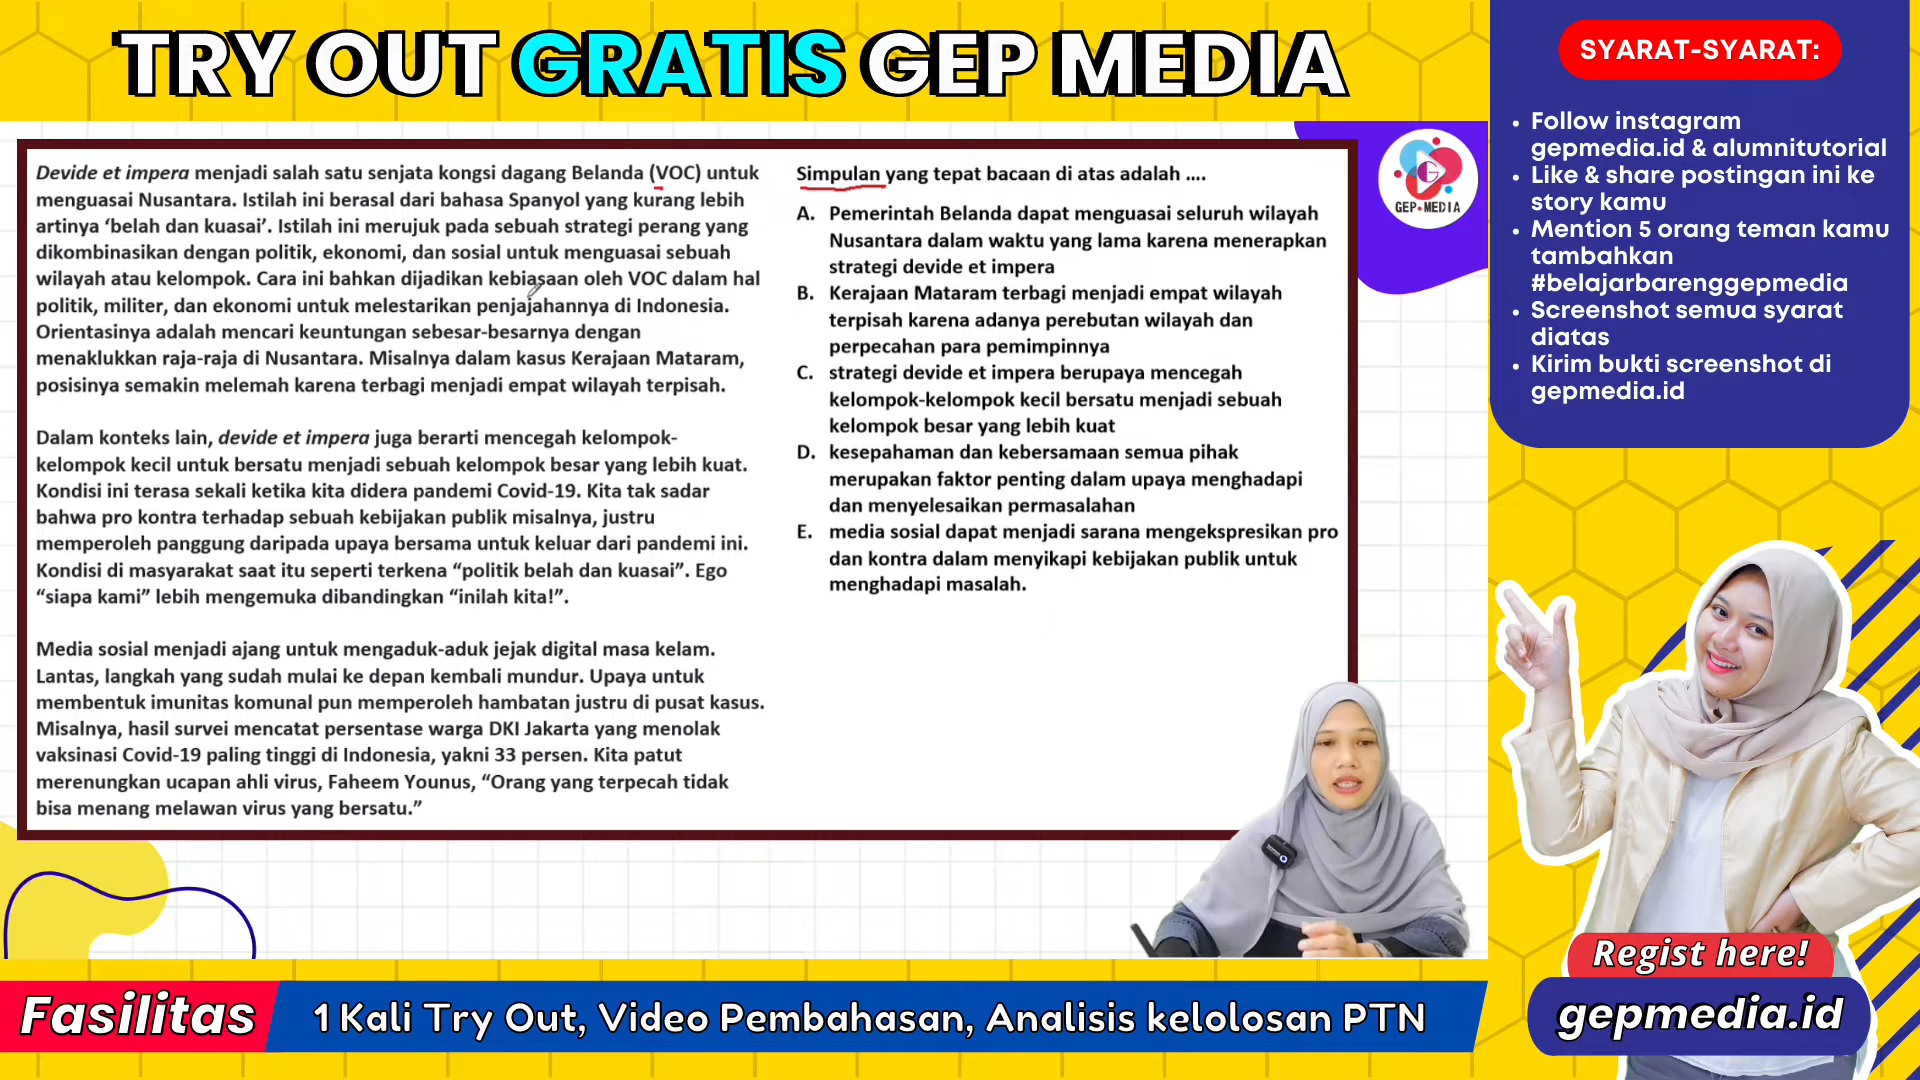 TRY OUT GRATIS GEP MEDIA
Devide et impera menjadi salah satu senjata kongsi dagang Belanda (VOC) untuk
menguasai Nusantara. Istilah ini berasal dari bahasa Spanyol yang kurang lebih
artinya ‘belah dan kuasai’. Istilah ini merujuk pada sebuah strategi perang yang
dikombinasikan dengan politik, ekonomi, dan sosial untuk menguasai sebuah
wilayah atau kelompok. Cara ini bahkan dijadikan kebiasaan oleh VOC dalam hal
politik, militer, dan ekonomi untuk melestarikan penjajahannya di Indonesia.
Orientasinya adalah mencari keuntungan sebesar-besarnya dengan
menaklukkan raja-raja di Nusantara. Misalnya dalam kasus Kerajaan Mataram,
posisinya semakin melemah karena terbagi menjadi empat wilayah terpisah.
Dalam konteks lain, devide et impera juga berarti mencegah kelompok-
kelompok kecil untuk bersatu menjadi sebuah kelompok besar yang lebih kuat.
Kondisi ini terasa sekali ketika kita didera pandemi Covid-19. Kita tak sadar
bahwa pro kontra terhadap sebuah kebijakan publik misalnya, justru
memperoleh panggung daripada upaya bersama untuk keluar dari pandemi ini.
Kondisi di masyarakat saat itu seperti terkena “politik belah dan kuasai”. Ego
“siapa kami” lebih mengemuka dibandingkan “inilah kita!”.
Media sosial menjadi ajang untuk mengaduk-aduk jejak digital masa kelam.
Lantas, langkah yang sudah mulai ke depan kembali mundur. Upaya untuk
membentuk imunitas komunal pun memperoleh hambatan justru di pusat kasus.
Misalnya, hasil survei mencatat persentase warga DKI Jakarta yang menolak
vaksinasi Covid-19 paling tinggi di Indonesia, yakni 33 persen. Kita patut
merenungkan ucapan ahli virus, Faheem Younus, “Orang yang terpecah tidak
bisa menang melawan virus yang bersatu.”
Simpulan yang tepat bacaan di atas adalah ....
A. Pemerintah Belanda dapat menguasai seluruh wilayah
Nusantara dalam waktu yang lama karena menerapkan
strategi devide et impera
B. Kerajaan Mataram terbagi menjadi empat wilayah
terpisah karena adanya perebutan wilayah dan
perpecahan para pemimpinnya
C. strategi devide et impera berupaya mencegah
kelompok-kelompok kecil bersatu menjadi sebuah
kelompok besar yang lebih kuat
D. kesepahaman dan kebersamaan semua pihak
merupakan faktor penting dalam upaya menghadapi
dan menyelesaikan permasalahan
E. media sosial dapat menjadi sarana mengekspresikan pro
dan kontra dalam menyikapi kebijakan publik untuk
menghadapi masalah.
G
GEP MEDIA
SYARAT-SYARAT:
• Follow instagram
gepmedia.id & alumnitutorial
• Like & share postingan ini ke
story kamu
• Mention 5 orang teman kamu
tambahkan
#belajarbarenggepmedia
• Screenshot semua syarat
diatas
• Kirim bukti screenshot di
gepmedia.id
Regist here!
gepmedia.id
Fasilitas
1 Kali Try Out, Video Pembahasan, Analisis kelolosan PTN